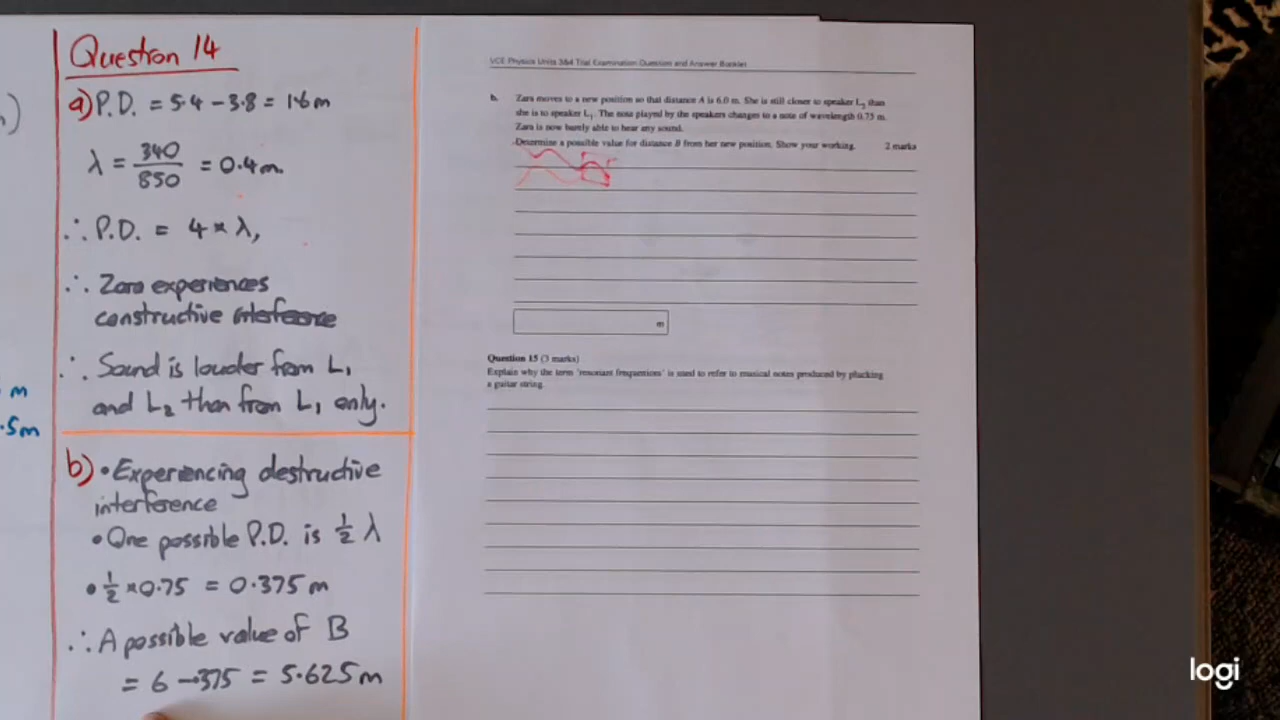 Question 14
a) P.D. = 5.4 - 3.8 = 1.6 m
λ = 340/850 = 0.4 m.
∴ P.D. = 4 × λ,
∴ Zara experiences
constructive interference
∴ Sound is louder from L₁
and L₂ than from L₁ only.
m
.5m
b) • Experiencing destructive
interference
• One possible P.D. is ½ λ
• ½ × 0.75 = 0.375 m
∴ A possible value of B
= 6 - .375 = 5.625 m
VCE Physics Units 3&4 Trial Examination Question and Answer Booklet
b. Zara moves to a new position so that distance A is 6.0 m. She is still closer to speaker L₂ than
she is to speaker L₁. The note played by the speakers changes to a note of wavelength 0.75 m.
Zara is now barely able to hear any sound.
Determine a possible value for distance B from her new position. Show your working. 2 marks
m
Question 15 (3 marks)
Explain why the term 'resonant frequencies' is used to refer to musical notes produced by plucking
a guitar string.
logi